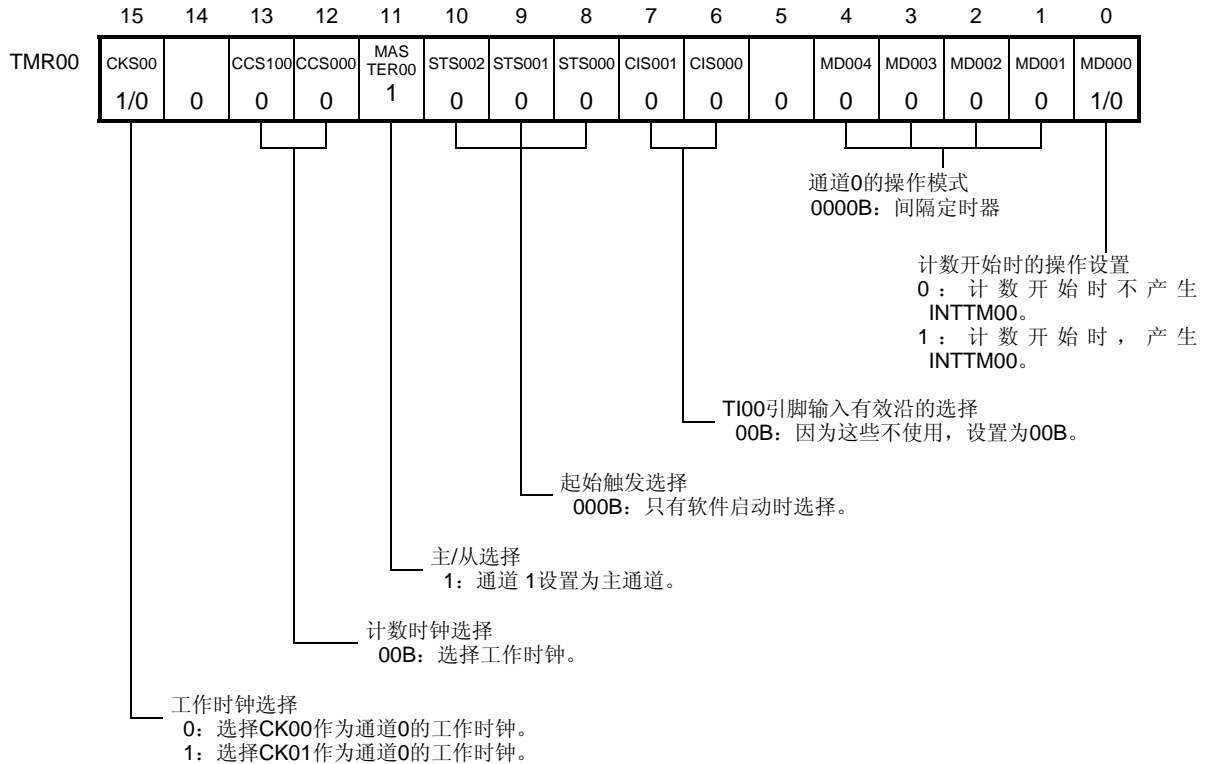 15 14 13 12 11 10 9 8 7 6 5 4 3 2 1 0
TMR00 CKS00 CCS100 CCS000 MAS TER00 STS002 STS001 STS000 CIS001 CIS000 MD004 MD003 MD002 MD001 MD000
1/0 0 0 0 1 0 0 0 0 0 0 0 0 0 0 1/0
通道0的操作模式
0000B：间隔定时器
计数开始时的操作设置
0：计数开始时不产生
INTTM00。
1：计数开始时，产生
INTTM00。
TI00引脚输入有效沿的选择
00B：因为这些不使用，设置为00B。
起始触发选择
000B：只有软件启动时选择。
主/从选择
1：通道 1设置为主通道。
计数时钟选择
00B：选择工作时钟。
工作时钟选择
0：选择CK00作为通道0的工作时钟。
1：选择CK01作为通道0的工作时钟。